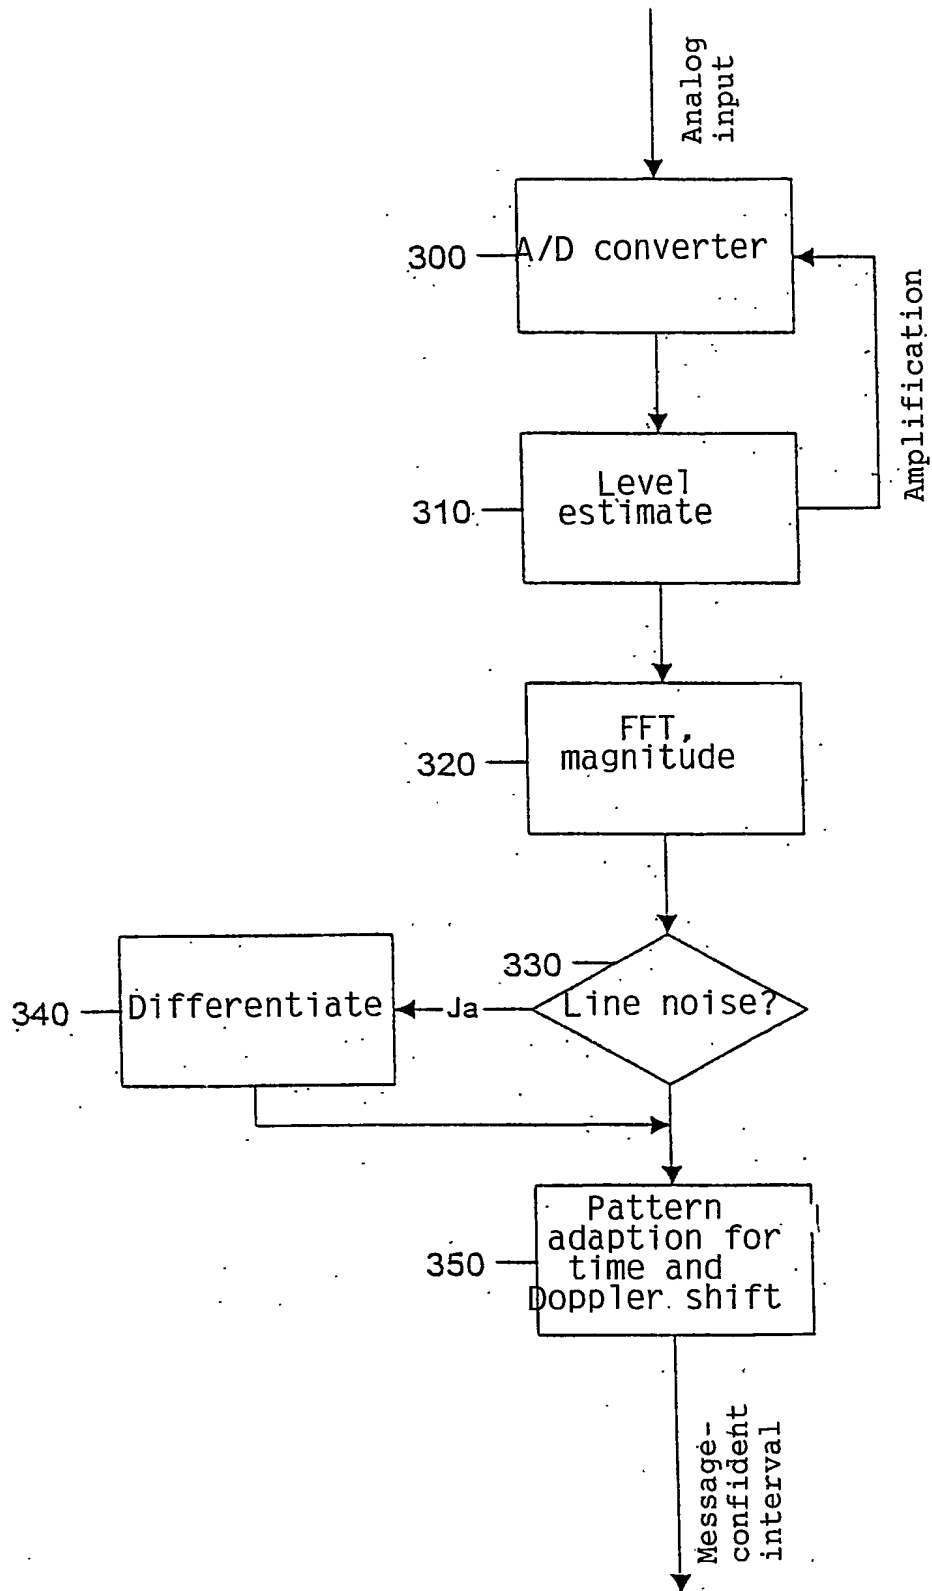 Analog
input
300
A/D converter
Amplification
310
Level
estimate
320
FFT,
magnitude
330
Line noise?
Ja
340
Differentiate
350
Pattern
adaption for
time and
Doppler shift
Message-
confident
interval